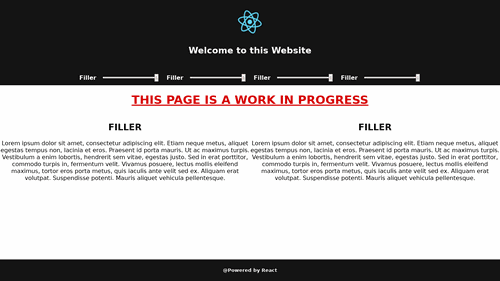 Welcome to this Website
Filler Filler Filler Filler
THIS PAGE IS A WORK IN PROGRESS
FILLER
Lorem ipsum dolor sit amet, consectetur adipiscing elit. Etiam neque metus, aliquet
egestas tempus non, lacinia et eros. Praesent id porta mauris. Ut ac maximus turpis.
Vestibulum a enim lobortis, hendrerit sem vitae, egestas justo. Sed in erat porttitor,
commodo turpis in, fermentum velit. Vivamus posuere, lectus mollis eleifend
maximus, tortor eros porta metus, quis iaculis ante velit sed ex. Aliquam erat
volutpat. Suspendisse potenti. Mauris aliquet vehicula pellentesque.
FILLER
Lorem ipsum dolor sit amet, consectetur adipiscing elit. Etiam neque metus, aliquet
egestas tempus non, lacinia et eros. Praesent id porta mauris. Ut ac maximus turpis.
Vestibulum a enim lobortis, hendrerit sem vitae, egestas justo. Sed in erat porttitor,
commodo turpis in, fermentum velit. Vivamus posuere, lectus mollis eleifend
maximus, tortor eros porta metus, quis iaculis ante velit sed ex. Aliquam erat
volutpat. Suspendisse potenti. Mauris aliquet vehicula pellentesque.
@Powered by React